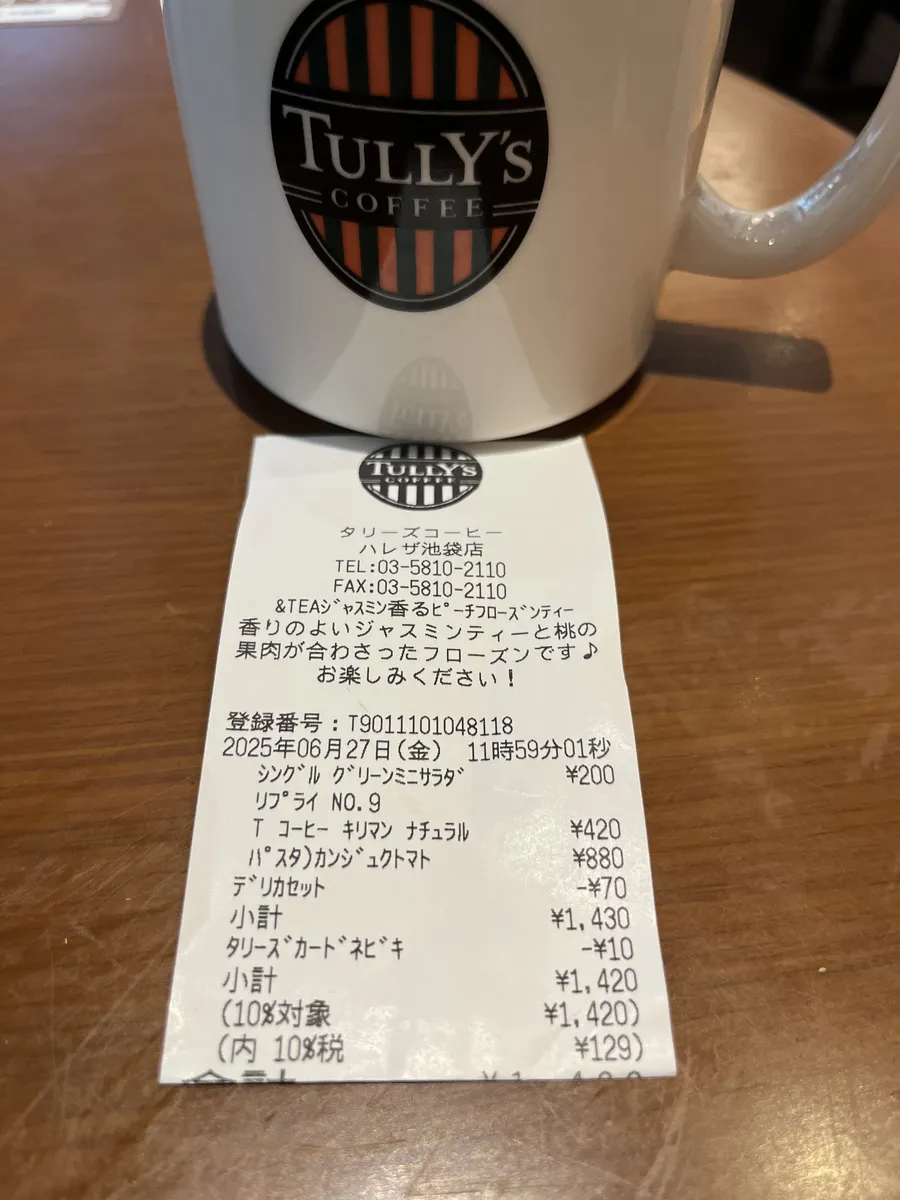 TULLY'S
COFFEE
TULLY'S
COFFEE
タリーズコーヒー
ハレザ池袋店
TEL:03-5810-2110
FAX:03-5810-2110
&TEAジャスミン香るピーチフローズンティー
香りのよいジャスミンティーと桃の
果肉が合わさったフローズンです♪
お楽しみください!
登録番号:T9011101048118
2025年06月27日(金) 11時59分01秒
シングル グリーンミニサラダ ¥200
リプライ NO.9
T コーヒー キリマン ナチュラル ¥420
パスタ)カンジュクトマト ¥880
デリカセット -¥70
小計 ¥1,430
タリーズカードネビキ -¥10
小計 ¥1,420
(10%対象 ¥1,420)
(内 10%税 ¥129)